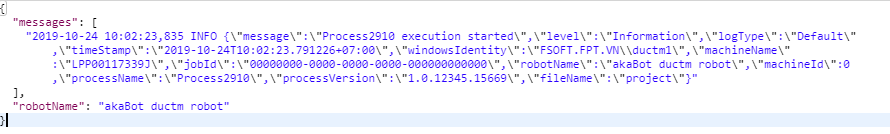 {
"messages": [
"2019-10-24 10:02:23,835 INFO {\"message\":\"Process2910 execution started\",\"level\":\"Information\",\"logType\":\"Default\"
,\"timeStamp\":\"2019-10-24T10:02:23.791226+07:00\",\"windowsIdentity\":\"FSOFT.FPT.VN\\ductm1\",\"machineName\"
:\"LPP00117339J\",\"jobId\":\"00000000-0000-0000-0000-000000000000\",\"robotName\":\"akaBot ductm robot\",\"machineId\":0
,\"processName\":\"Process2910\",\"processVersion\":\"1.0.12345.15669\",\"fileName\":\"project\"}"
],
"robotName": "akaBot ductm robot"
}